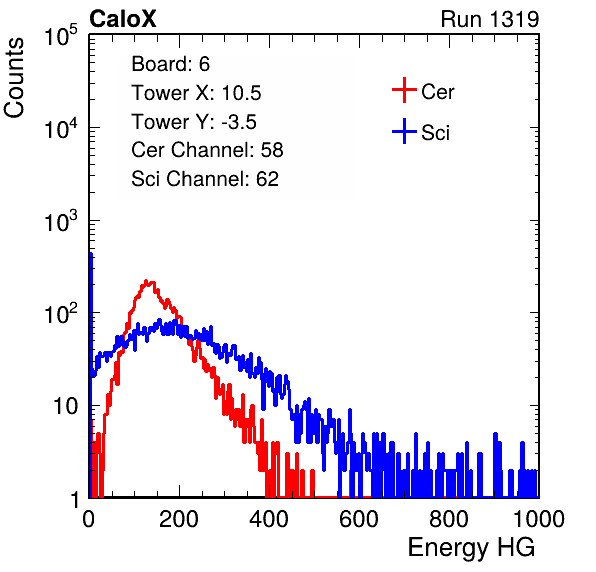 CaloX Run 1319
Counts
10^5
10^4
10^3
10^2
10
1
Board: 6
Tower X: 10.5
Tower Y: -3.5
Cer Channel: 58
Sci Channel: 62
Cer
Sci
0 200 400 600 800 1000
Energy HG